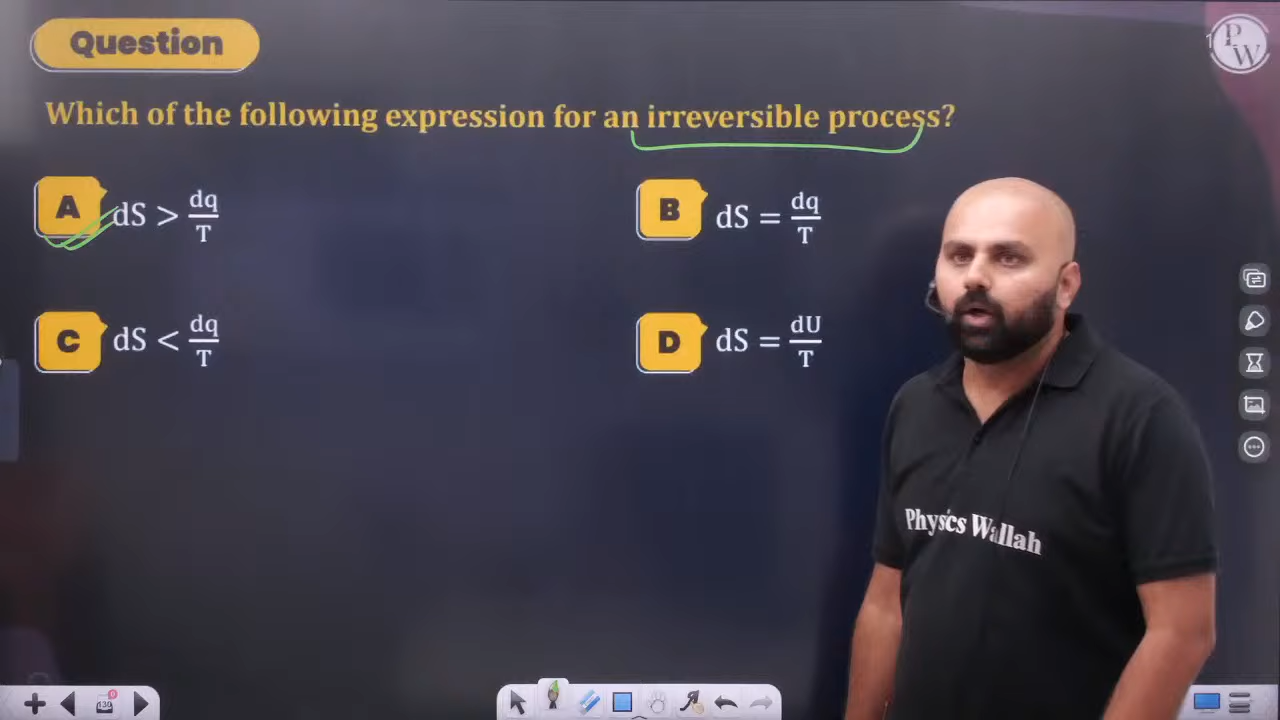 Question
PW
Which of the following expression for an irreversible process?
A dS > dq/T
B dS = dq/T
C dS < dq/T
D dS = dU/T
Physics Wallah